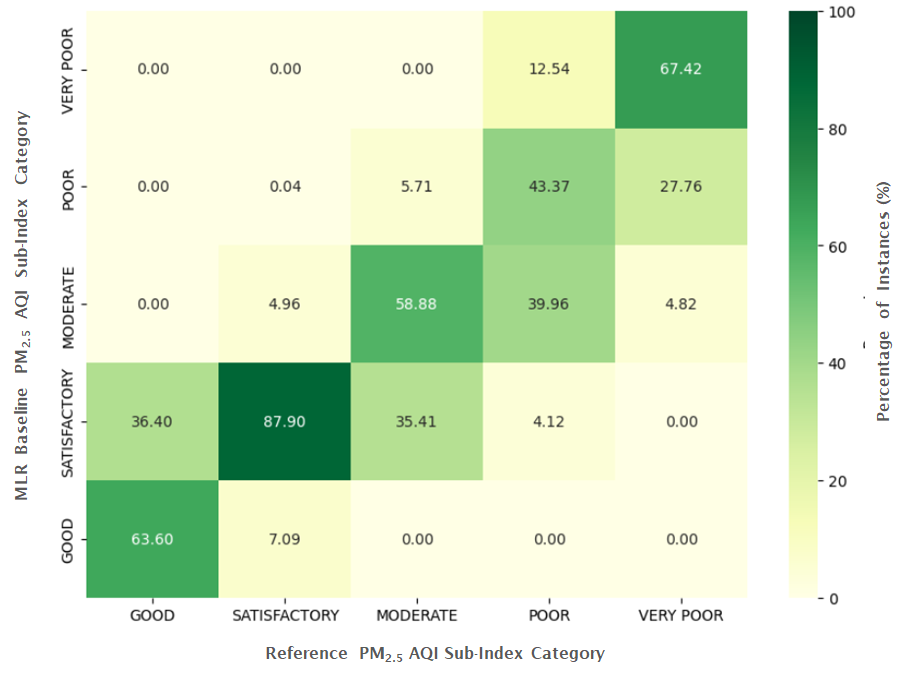 VERY POOR 0.00 0.00 0.00 12.54 67.42
POOR 0.00 0.04 5.71 43.37 27.76
MODERATE 0.00 4.96 58.88 39.96 4.82
SATISFACTORY 36.40 87.90 35.41 4.12 0.00
GOOD 63.60 7.09 0.00 0.00 0.00
GOOD SATISFACTORY MODERATE POOR VERY POOR
Reference PM2.5 AQI Sub-Index Category
MLR Baseline PM2.5 AQI Sub-Index Category
100
80
60
40
20
0
Percentage of Instances (%)